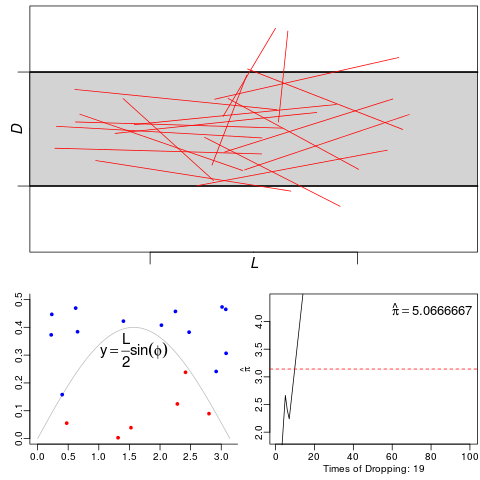 D
L
0.0 0.1 0.2 0.3 0.4 0.5
0.0 0.5 1.0 1.5 2.0 2.5 3.0
y = L/2 sin(ϕ)
2.0 2.5 3.0 3.5 4.0
π̂
0 20 40 60 80 100
π̂ = 5.0666667
Times of Dropping: 19